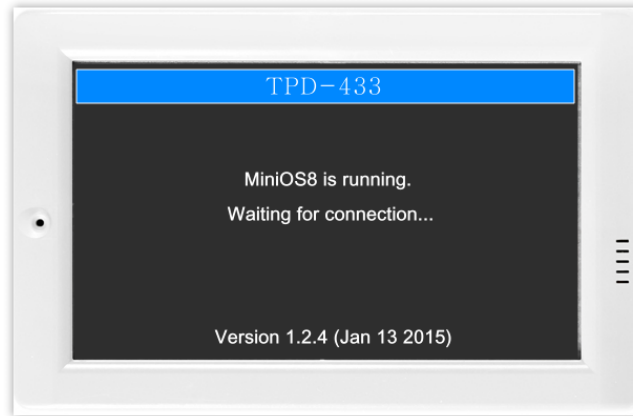 TPD-433
MiniOS8 is running.
Waiting for connection...
Version 1.2.4 (Jan 13 2015)